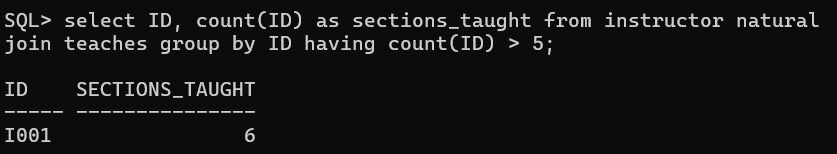 SQL> select ID, count(ID) as sections_taught from instructor natural
join teaches group by ID having count(ID) > 5;
ID    SECTIONS_TAUGHT
----- ---------------
I001                6